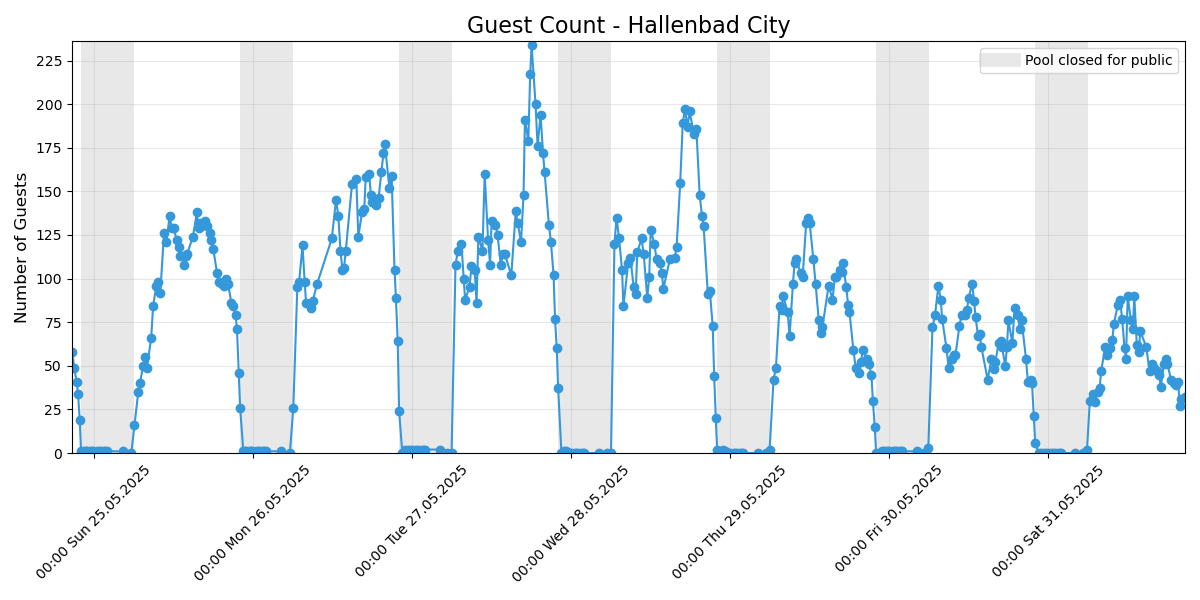 Guest Count - Hallenbad City
Pool closed for public
Number of Guests
225
200
175
150
125
100
75
50
25
0
00:00 Sun 25.05.2025
00:00 Mon 26.05.2025
00:00 Tue 27.05.2025
00:00 Wed 28.05.2025
00:00 Thu 29.05.2025
00:00 Fri 30.05.2025
00:00 Sat 31.05.2025